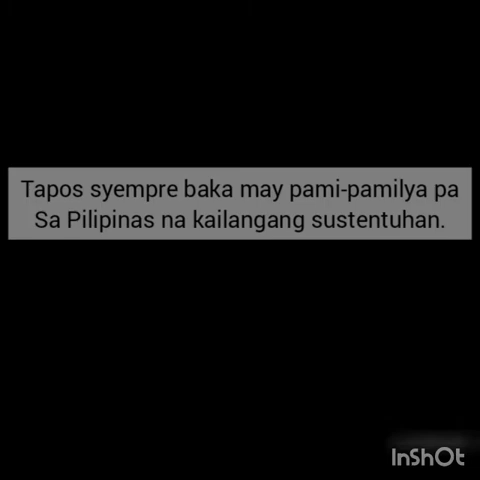 Tapos syempre baka may pami-pamilya pa
Sa Pilipinas na kailangang sustentuhan.
InShOt